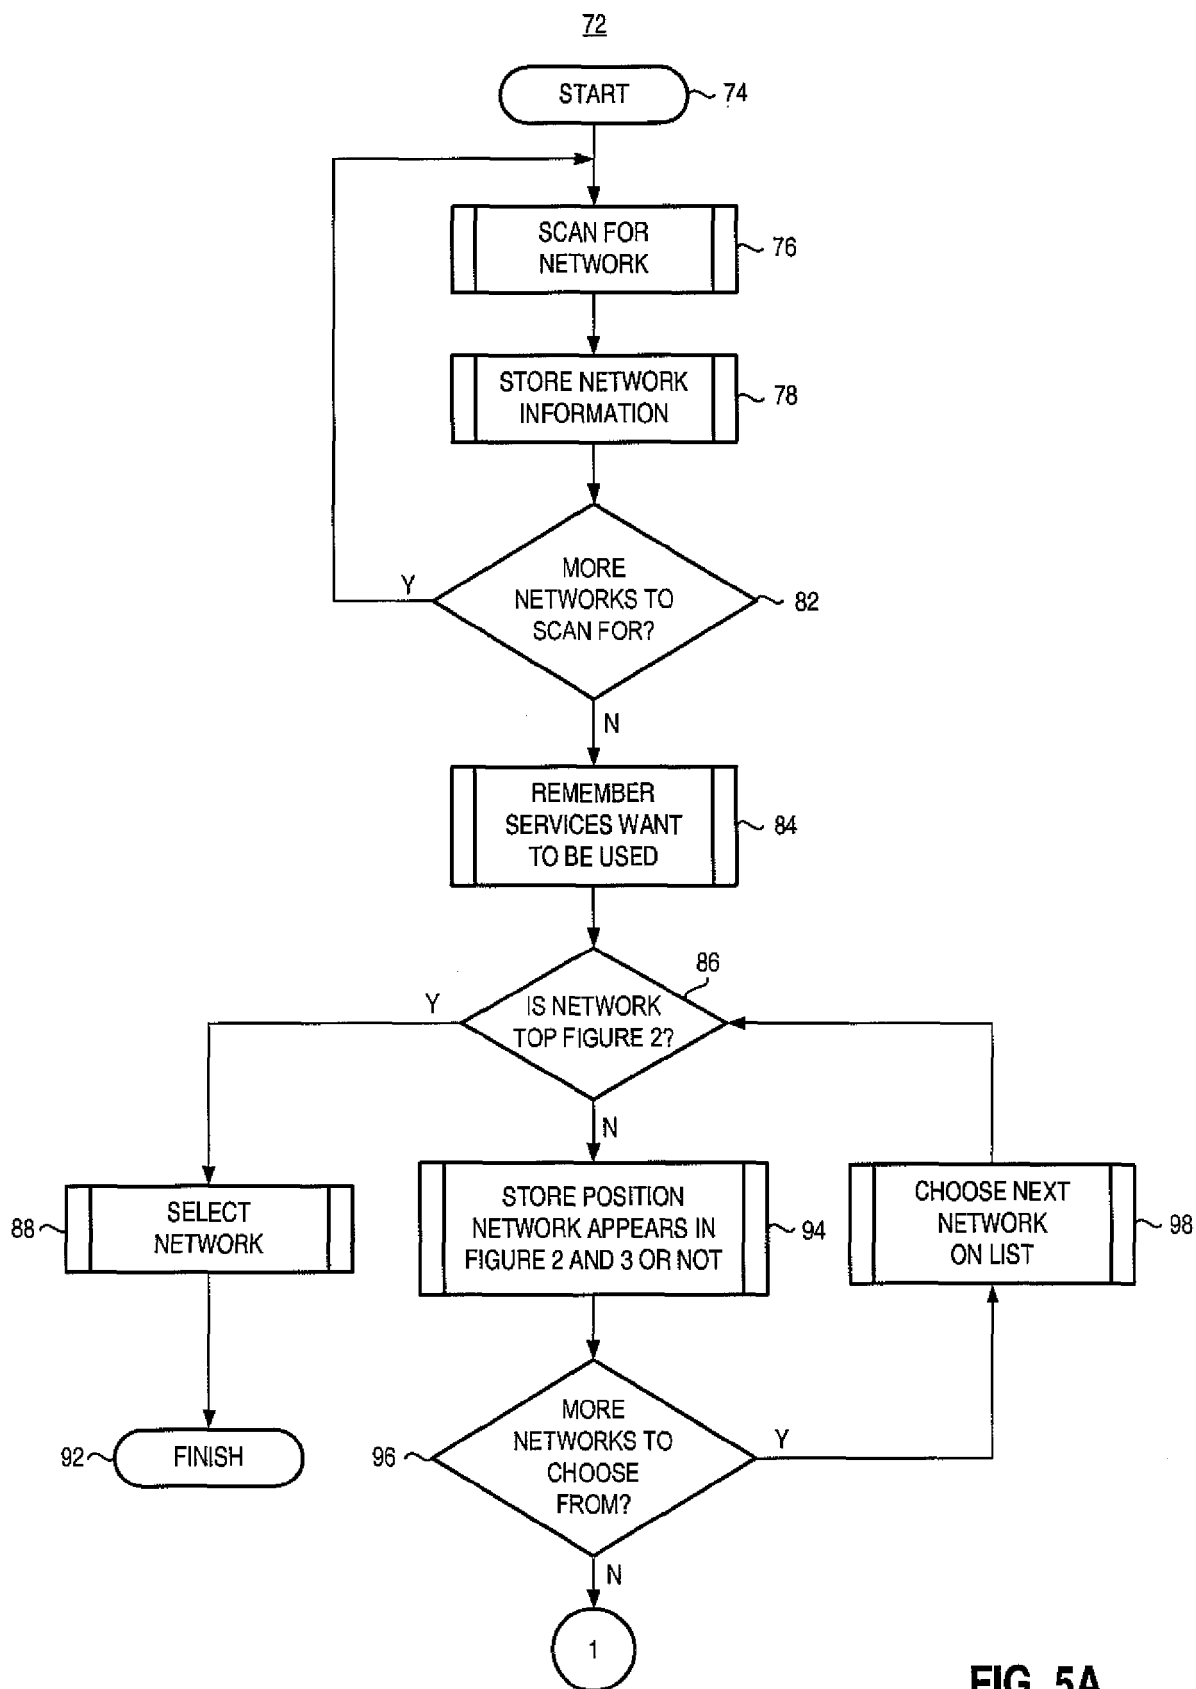 72
START
74
SCAN FOR
NETWORK
76
STORE NETWORK
INFORMATION
78
MORE
NETWORKS TO
SCAN FOR?
Y
82
N
REMEMBER
SERVICES WANT
TO BE USED
84
86
Y
IS NETWORK
TOP FIGURE 2?
N
88
SELECT
NETWORK
STORE POSITION
NETWORK APPEARS IN
FIGURE 2 AND 3 OR NOT
94
CHOOSE NEXT
NETWORK
ON LIST
98
92
FINISH
96
MORE
NETWORKS TO
CHOOSE
FROM?
Y
N
1
FIG. 5A